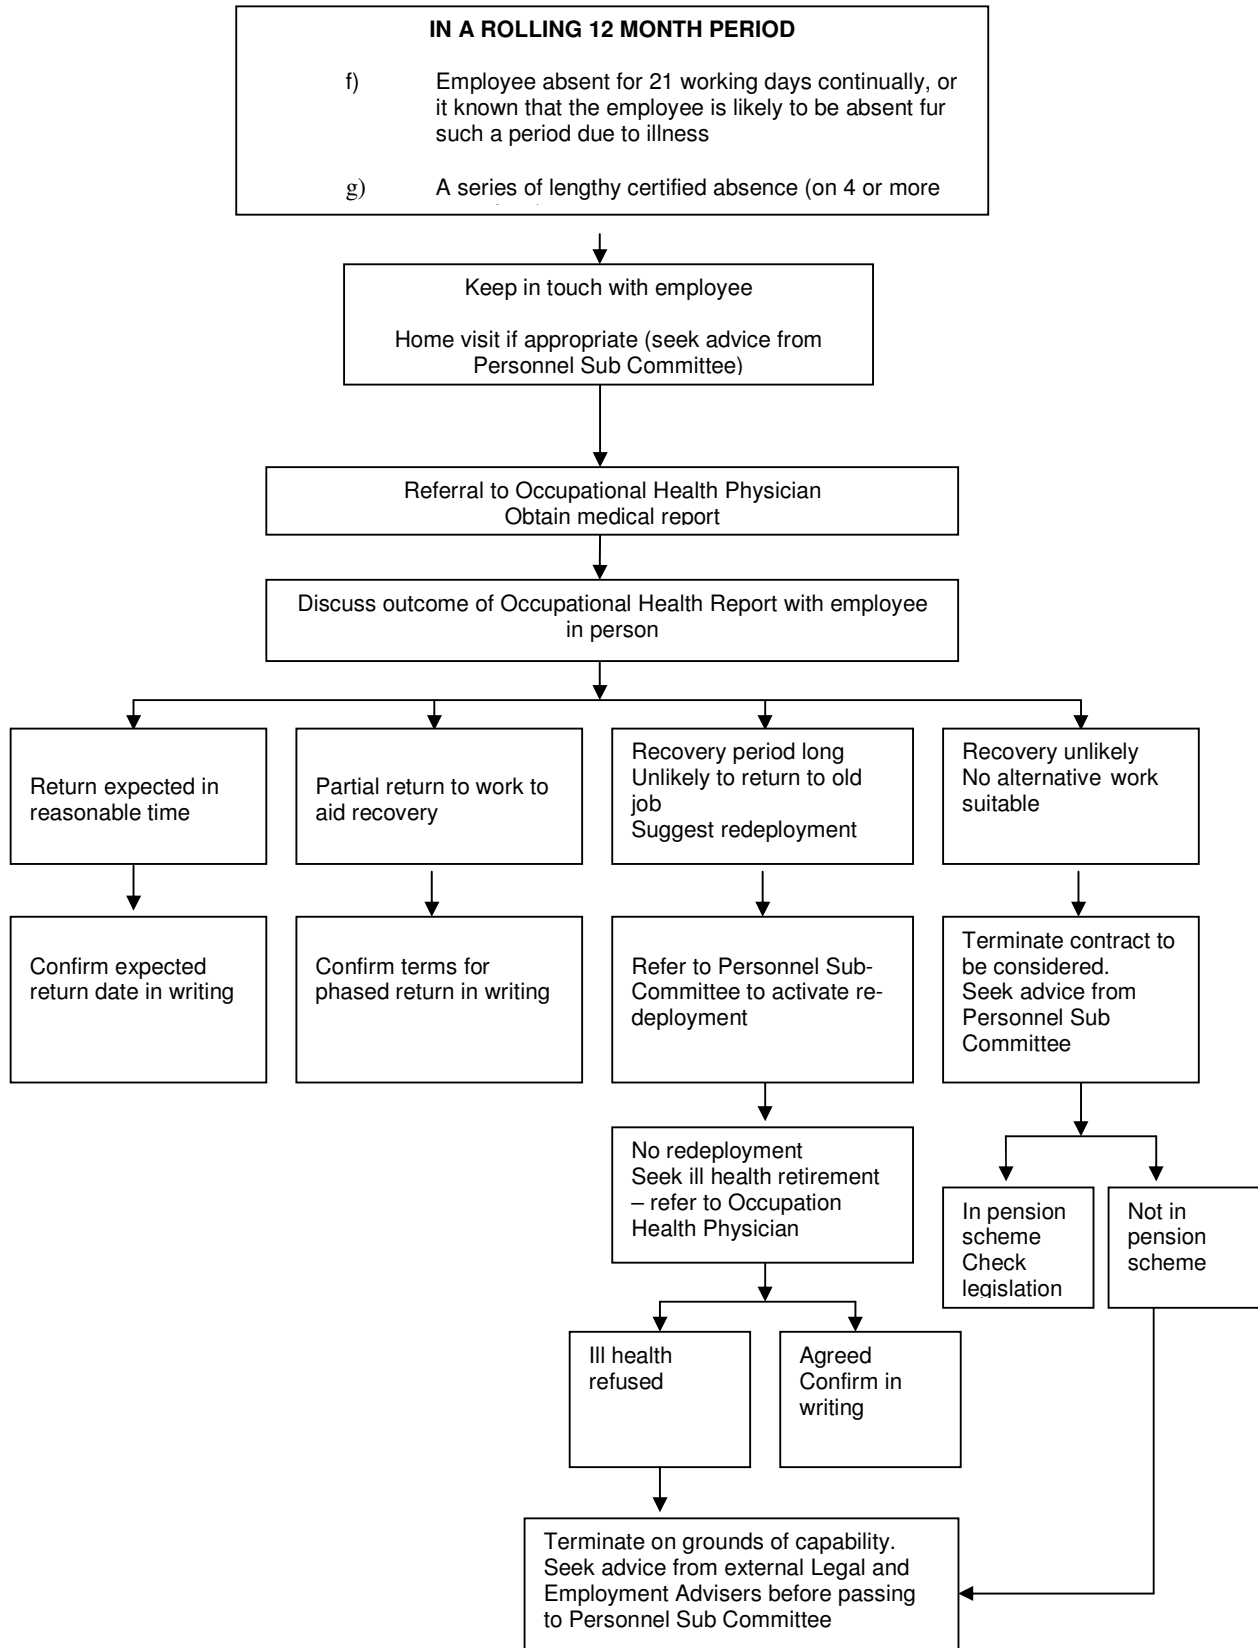 IN A ROLLING 12 MONTH PERIOD
f) Employee absent for 21 working days continually, or
it known that the employee is likely to be absent fur
such a period due to illness
g) A series of lengthy certified absence (on 4 or more
Keep in touch with employee
Home visit if appropriate (seek advice from
Personnel Sub Committee)
Referral to Occupational Health Physician
Obtain medical report
Discuss outcome of Occupational Health Report with employee
in person
Return expected in
reasonable time
Partial return to work to
aid recovery
Recovery period long
Unlikely to return to old
job
Suggest redeployment
Recovery unlikely
No alternative work
suitable
Confirm expected
return date in writing
Confirm terms for
phased return in writing
Refer to Personnel Sub-
Committee to activate re-
deployment
Terminate contract to
be considered.
Seek advice from
Personnel Sub
Committee
No redeployment
Seek ill health retirement
– refer to Occupation
Health Physician
In pension
scheme
Check
legislation
Not in
pension
scheme
Ill health
refused
Agreed
Confirm in
writing
Terminate on grounds of capability.
Seek advice from external Legal and
Employment Advisers before passing
to Personnel Sub Committee